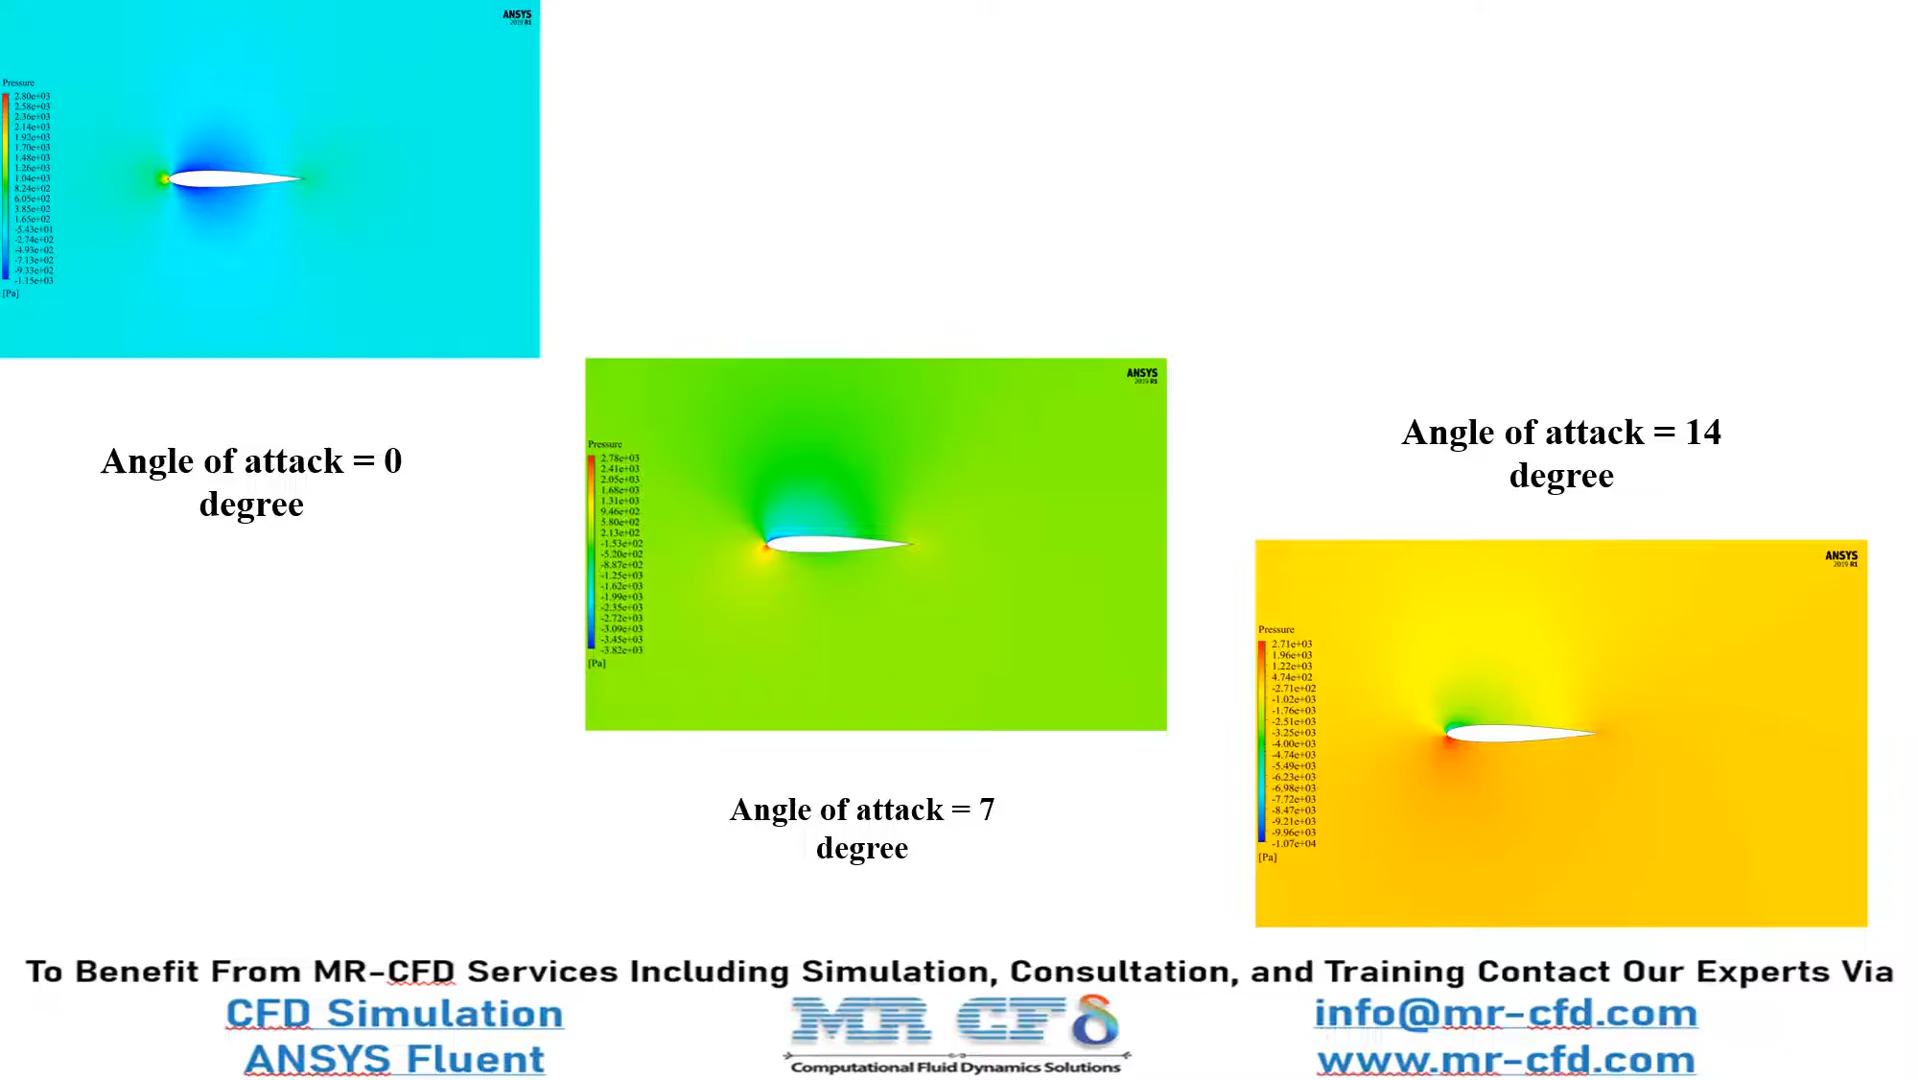 ANSYS
2019 R1
Pressure
2.80e+03
2.58e+03
2.36e+03
2.14e+03
1.92e+03
1.70e+03
1.48e+03
1.26e+03
1.04e+03
8.24e+02
6.05e+02
3.85e+02
1.65e+02
-5.43e+01
-2.74e+02
-4.93e+02
-7.13e+02
-9.33e+02
-1.15e+03
[Pa]
Angle of attack = 0
degree
ANSYS
2019 R1
Pressure
2.78e+03
2.41e+03
2.05e+03
1.68e+03
1.31e+03
9.46e+02
5.80e+02
2.13e+02
-1.53e+02
-5.20e+02
-8.87e+02
-1.25e+03
-1.62e+03
-1.99e+03
-2.35e+03
-2.72e+03
-3.09e+03
-3.45e+03
-3.82e+03
[Pa]
Angle of attack = 7
degree
Angle of attack = 14
degree
ANSYS
2019 R1
Pressure
2.71e+03
1.96e+03
1.22e+03
4.74e+02
-2.71e+02
-1.02e+03
-1.76e+03
-2.51e+03
-3.25e+03
-4.00e+03
-4.74e+03
-5.49e+03
-6.23e+03
-6.98e+03
-7.72e+03
-8.47e+03
-9.21e+03
-9.96e+03
-1.07e+04
[Pa]
To Benefit From MR-CFD Services Including Simulation, Consultation, and Training Contact Our Experts Via
CFD Simulation
ANSYS Fluent
MR CFδ
Computational Fluid Dynamics Solutions
info@mr-cfd.com
www.mr-cfd.com